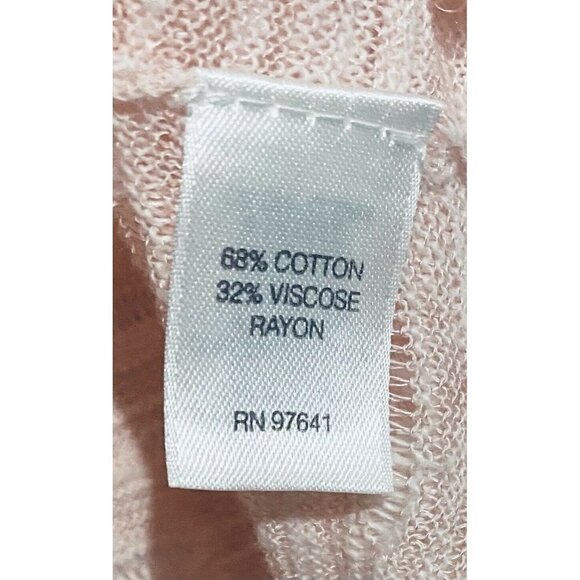 68% COTTON
32% VISCOSE
RAYON
RN 97641